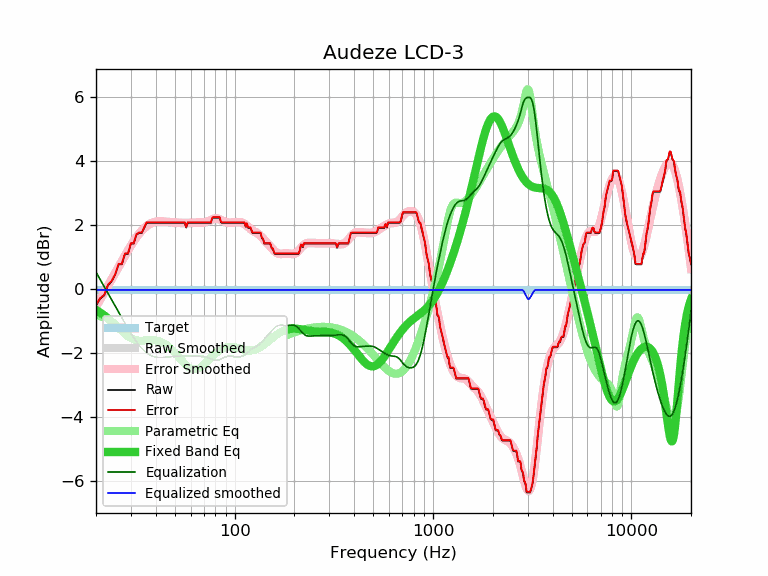 Audeze LCD-3
Amplitude (dBr)
6
4
2
0
−2
−4
−6
Target
Raw Smoothed
Error Smoothed
Raw
Error
Parametric Eq
Fixed Band Eq
Equalization
Equalized smoothed
100 1000 10000
Frequency (Hz)